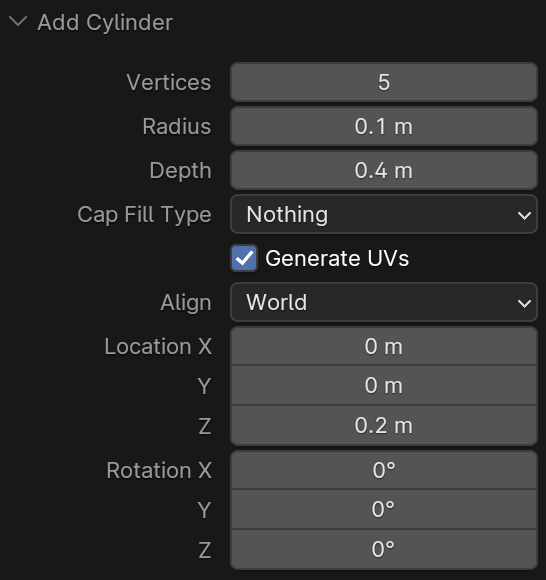 Add Cylinder
Vertices 5
Radius 0.1 m
Depth 0.4 m
Cap Fill Type Nothing
Generate UVs
Align World
Location X 0 m
Y 0 m
Z 0.2 m
Rotation X 0°
Y 0°
Z 0°